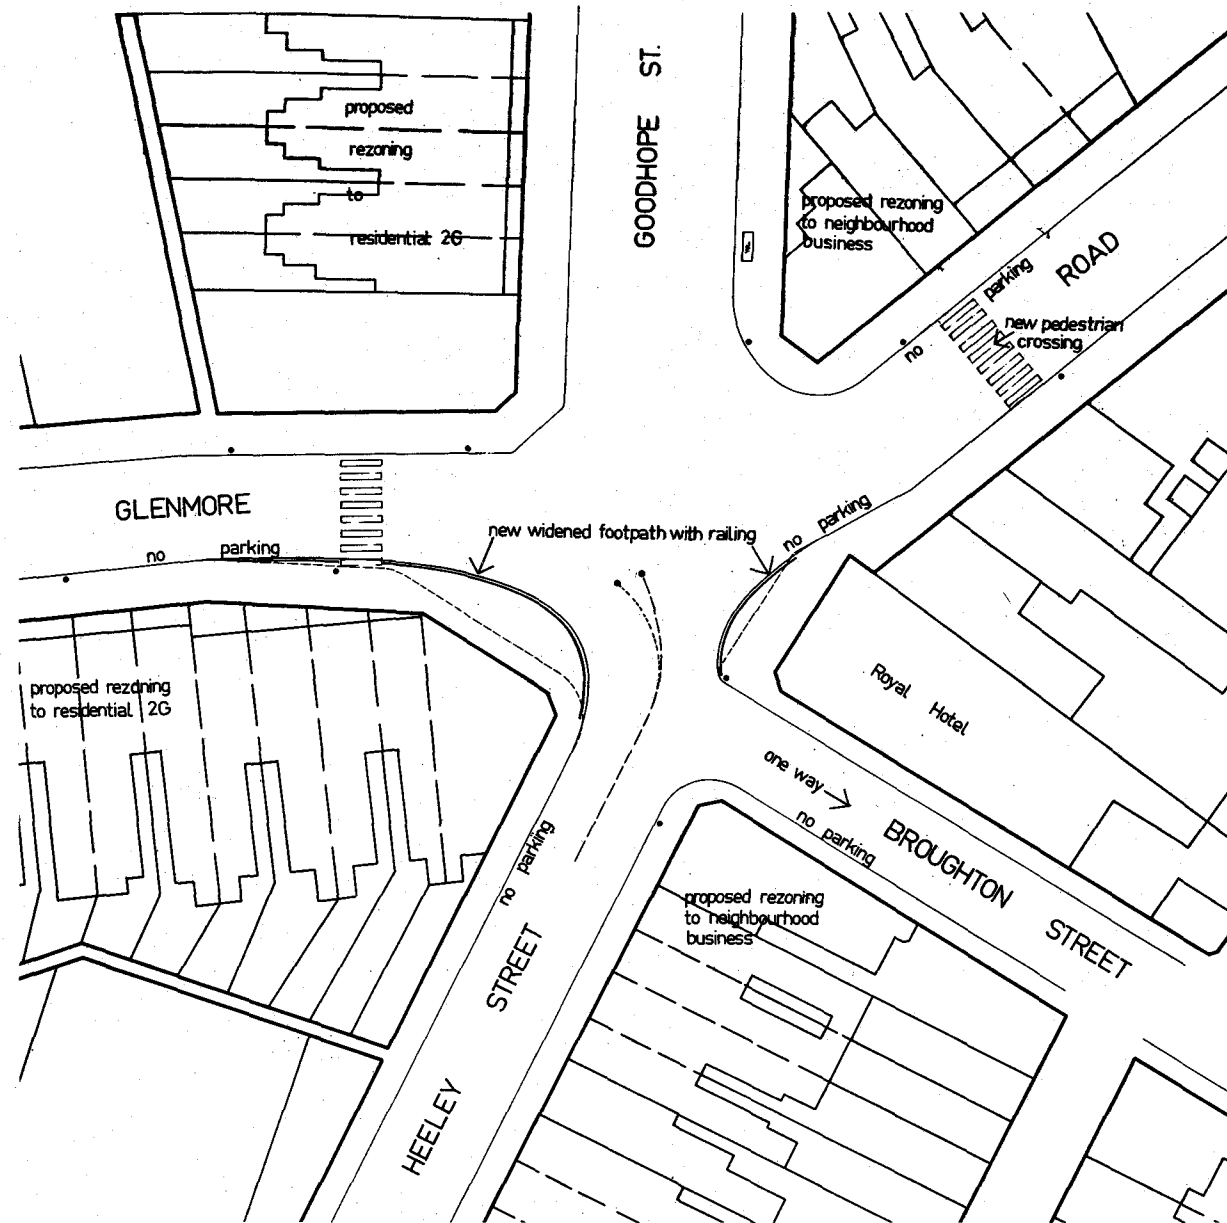 GOODHOPE ST.
proposed
rezoning
to
residential 2G
proposed rezoning
to neighbourhood
business
ROAD
no parking
new pedestrian
crossing
GLENMORE
no parking
new widened footpath with railing
no parking
proposed rezoning
to residential 2G
Royal Hotel
one way
no parking
BROUGHTON STREET
no parking
proposed rezoning
to neighbourhood
business
HEELEY STREET